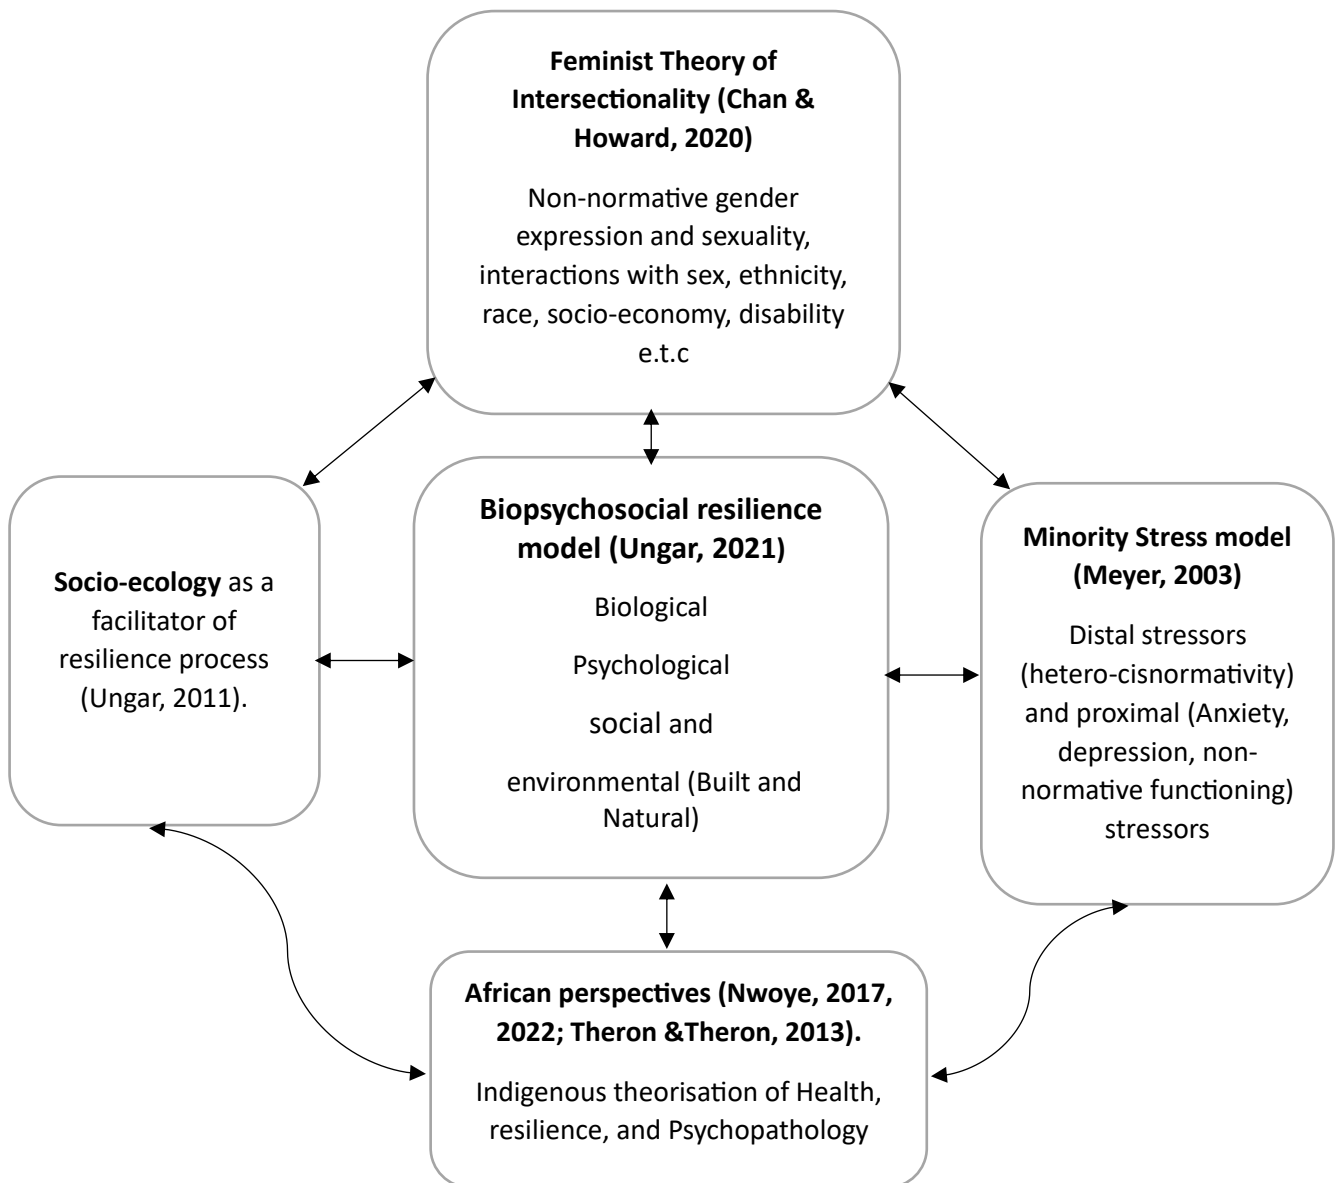 Feminist Theory of
Intersectionality (Chan &
Howard, 2020)
Non-normative gender
expression and sexuality,
interactions with sex, ethnicity,
race, socio-economy, disability
e.t.c
Socio-ecology as a
facilitator of
resilience process
(Ungar, 2011).
Biopsychosocial resilience
model (Ungar, 2021)
Biological
Psychological
social and
environmental (Built and
Natural)
Minority Stress model
(Meyer, 2003)
Distal stressors
(hetero-cisnormativity)
and proximal (Anxiety,
depression, non-
normative functioning)
stressors
African perspectives (Nwoye, 2017,
2022; Theron &Theron, 2013).
Indigenous theorisation of Health,
resilience, and Psychopathology